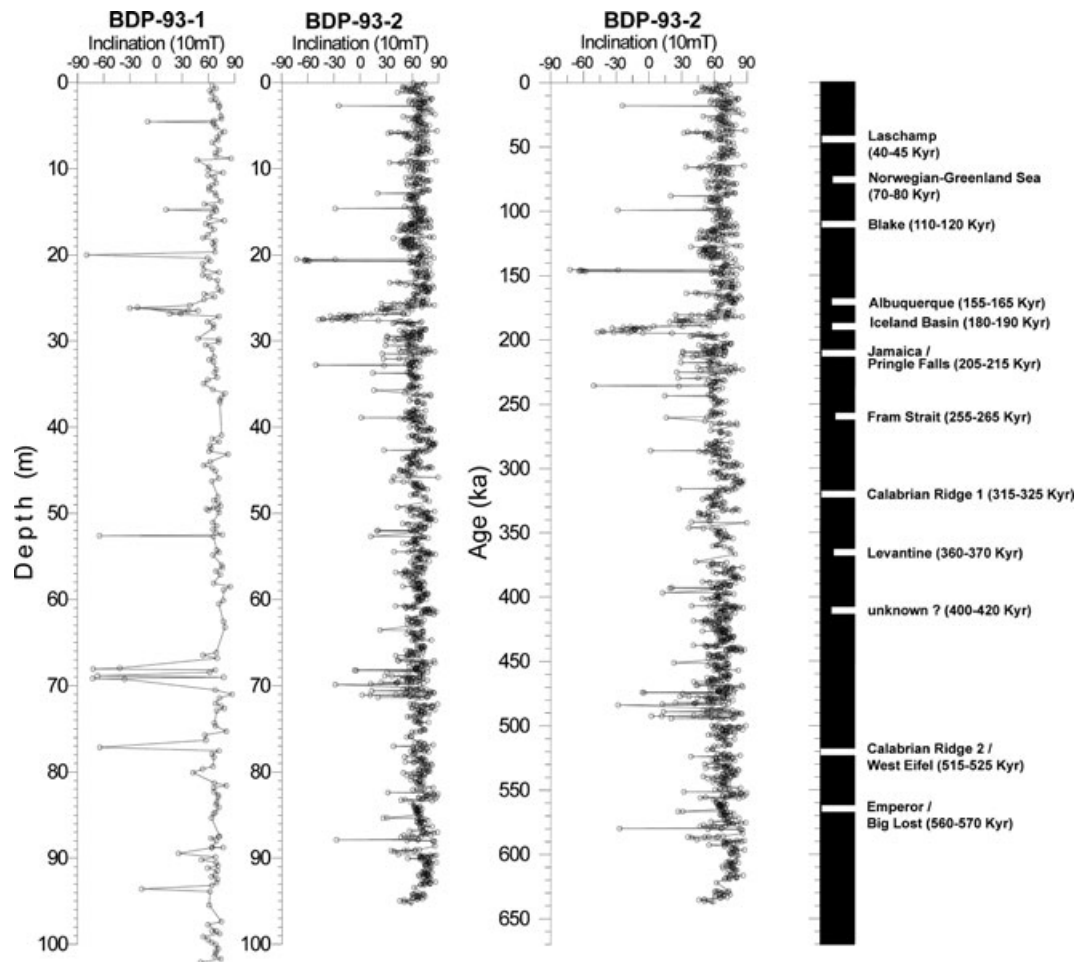 BDP-93-1
Inclination (10mT)
-90 -30 0 30 60 90
BDP-93-2
Inclination (10mT)
-90 -60 -30 0 30 60 90
BDP-93-2
Inclination (10mT)
-90 -60 -30 0 30 60 90
Depth (m)
0
10
20
30
40
50
60
70
80
90
100
0
10
20
30
40
50
60
70
80
90
100
Age (ka)
0
50
100
150
200
250
300
350
400
450
500
550
600
650
Laschamp
(40-45 Kyr)
Norwegian-Greenland Sea
(70-80 Kyr)
Blake (110-120 Kyr)
Albuquerque (155-165 Kyr)
Iceland Basin (180-190 Kyr)
Jamaica /
Pringle Falls (205-215 Kyr)
Fram Strait (255-265 Kyr)
Calabrian Ridge 1 (315-325 Kyr)
Levantine (360-370 Kyr)
unknown ? (400-420 Kyr)
Calabrian Ridge 2 /
West Eifel (515-525 Kyr)
Emperor /
Big Lost (560-570 Kyr)